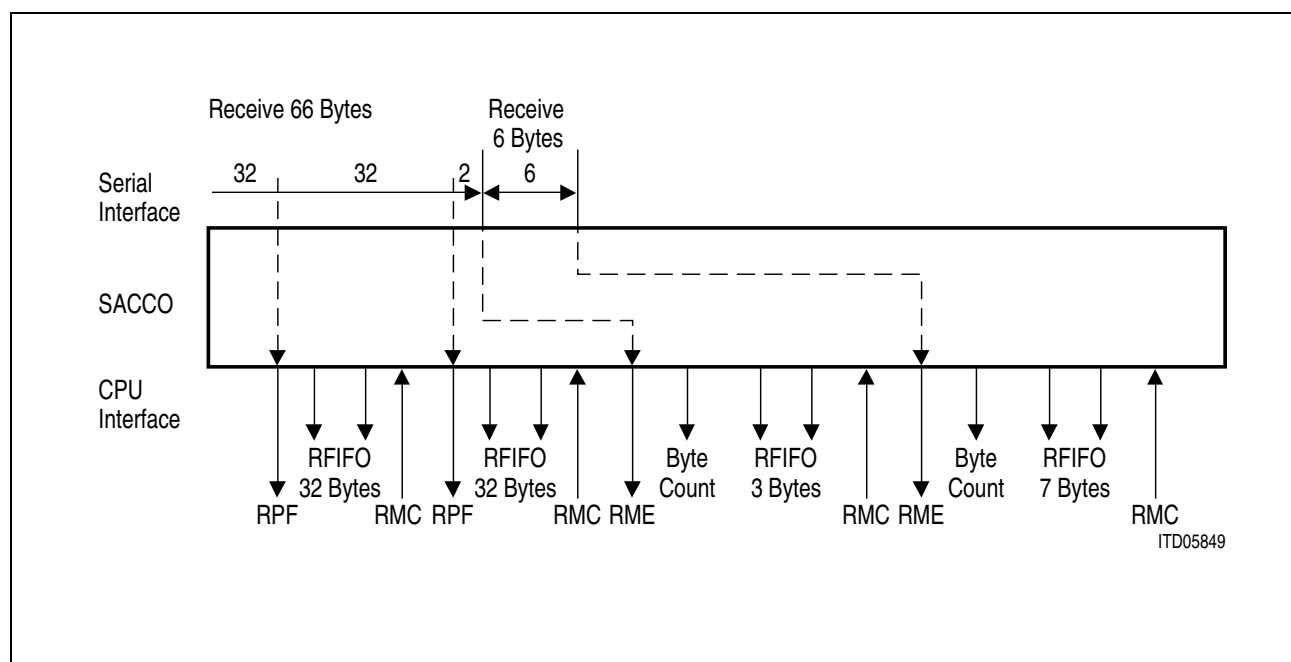 Receive 66 Bytes
Receive
6 Bytes
32
32
2
6
Serial
Interface
SACCO
CPU
Interface
RFIFO
32 Bytes
RFIFO
32 Bytes
Byte
Count
RFIFO
3 Bytes
Byte
Count
RFIFO
7 Bytes
RPF
RMC
RPF
RMC
RME
RMC
RME
RMC
ITD05849